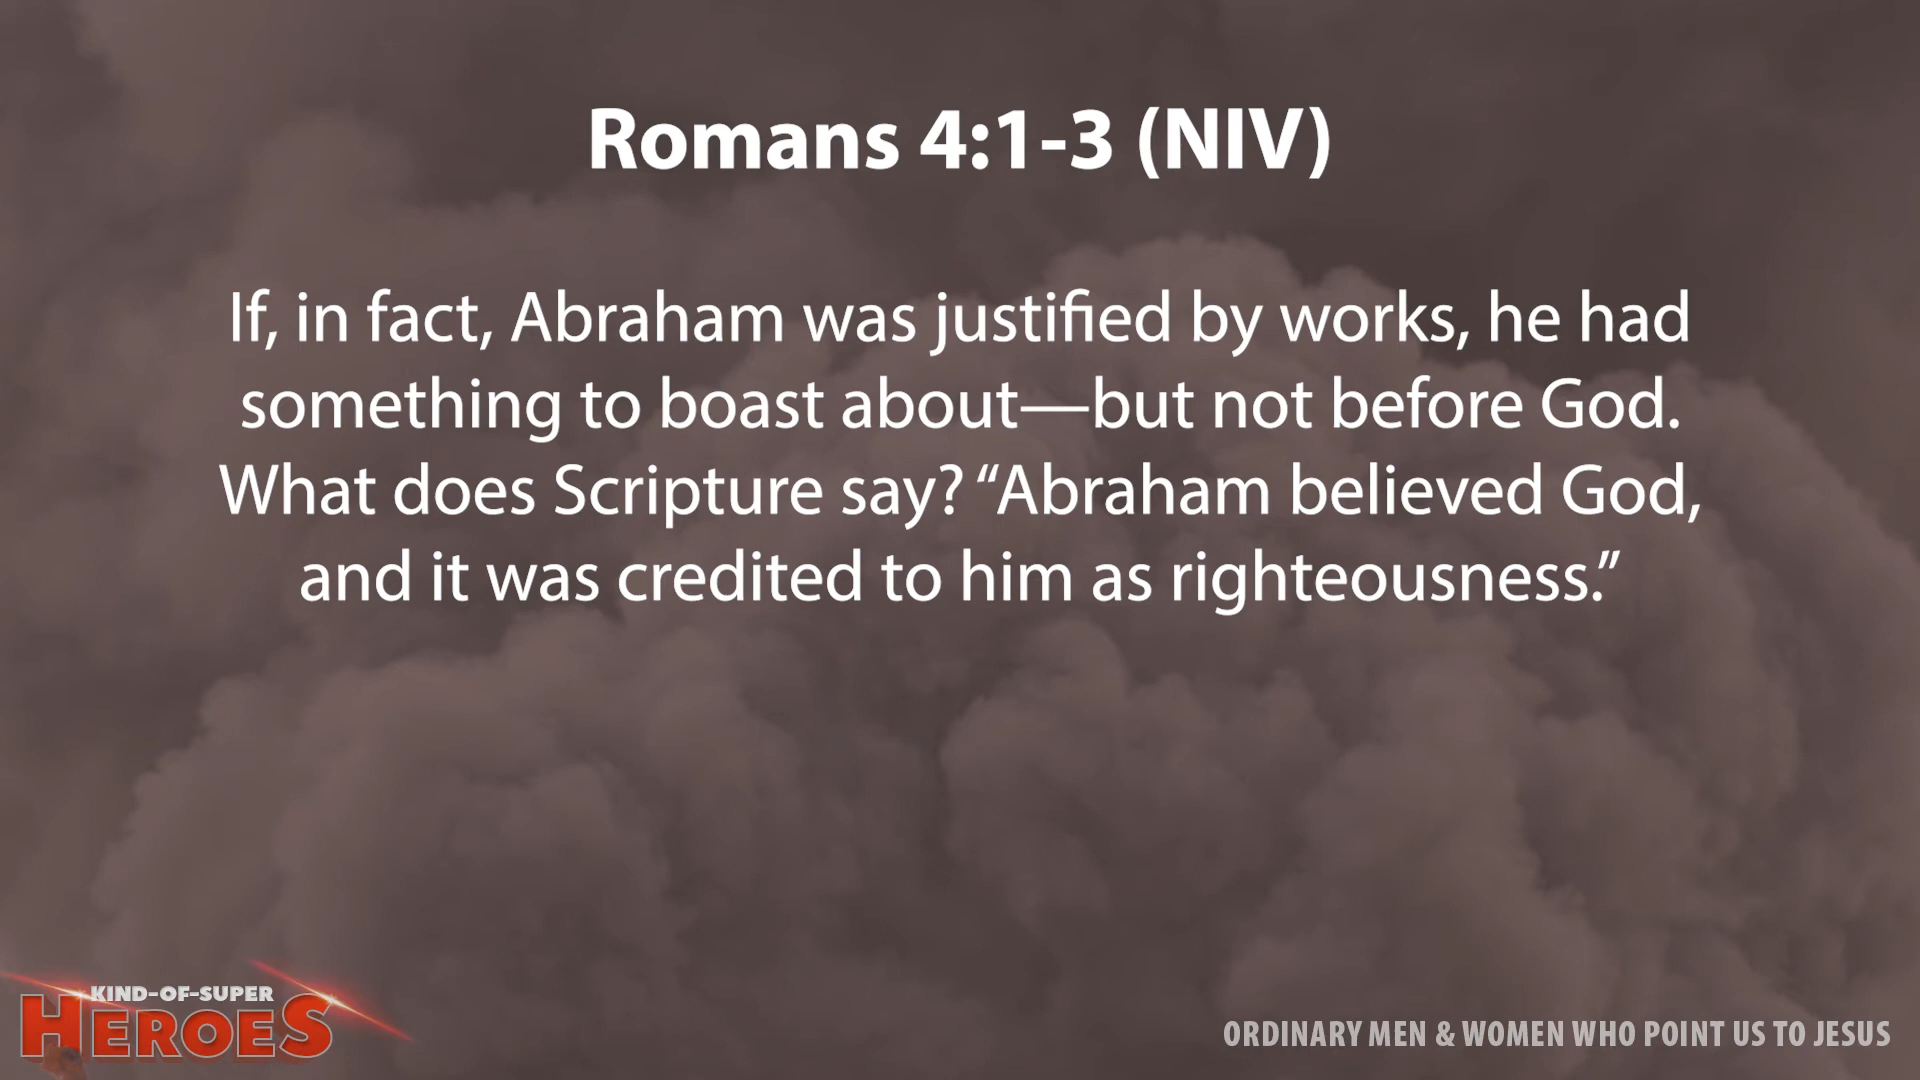 Romans 4:1-3 (NIV)
If, in fact, Abraham was justified by works, he had
something to boast about—but not before God.
What does Scripture say? “Abraham believed God,
and it was credited to him as righteousness.”
KIND-OF-SUPER
HEROES
ORDINARY MEN & WOMEN WHO POINT US TO JESUS